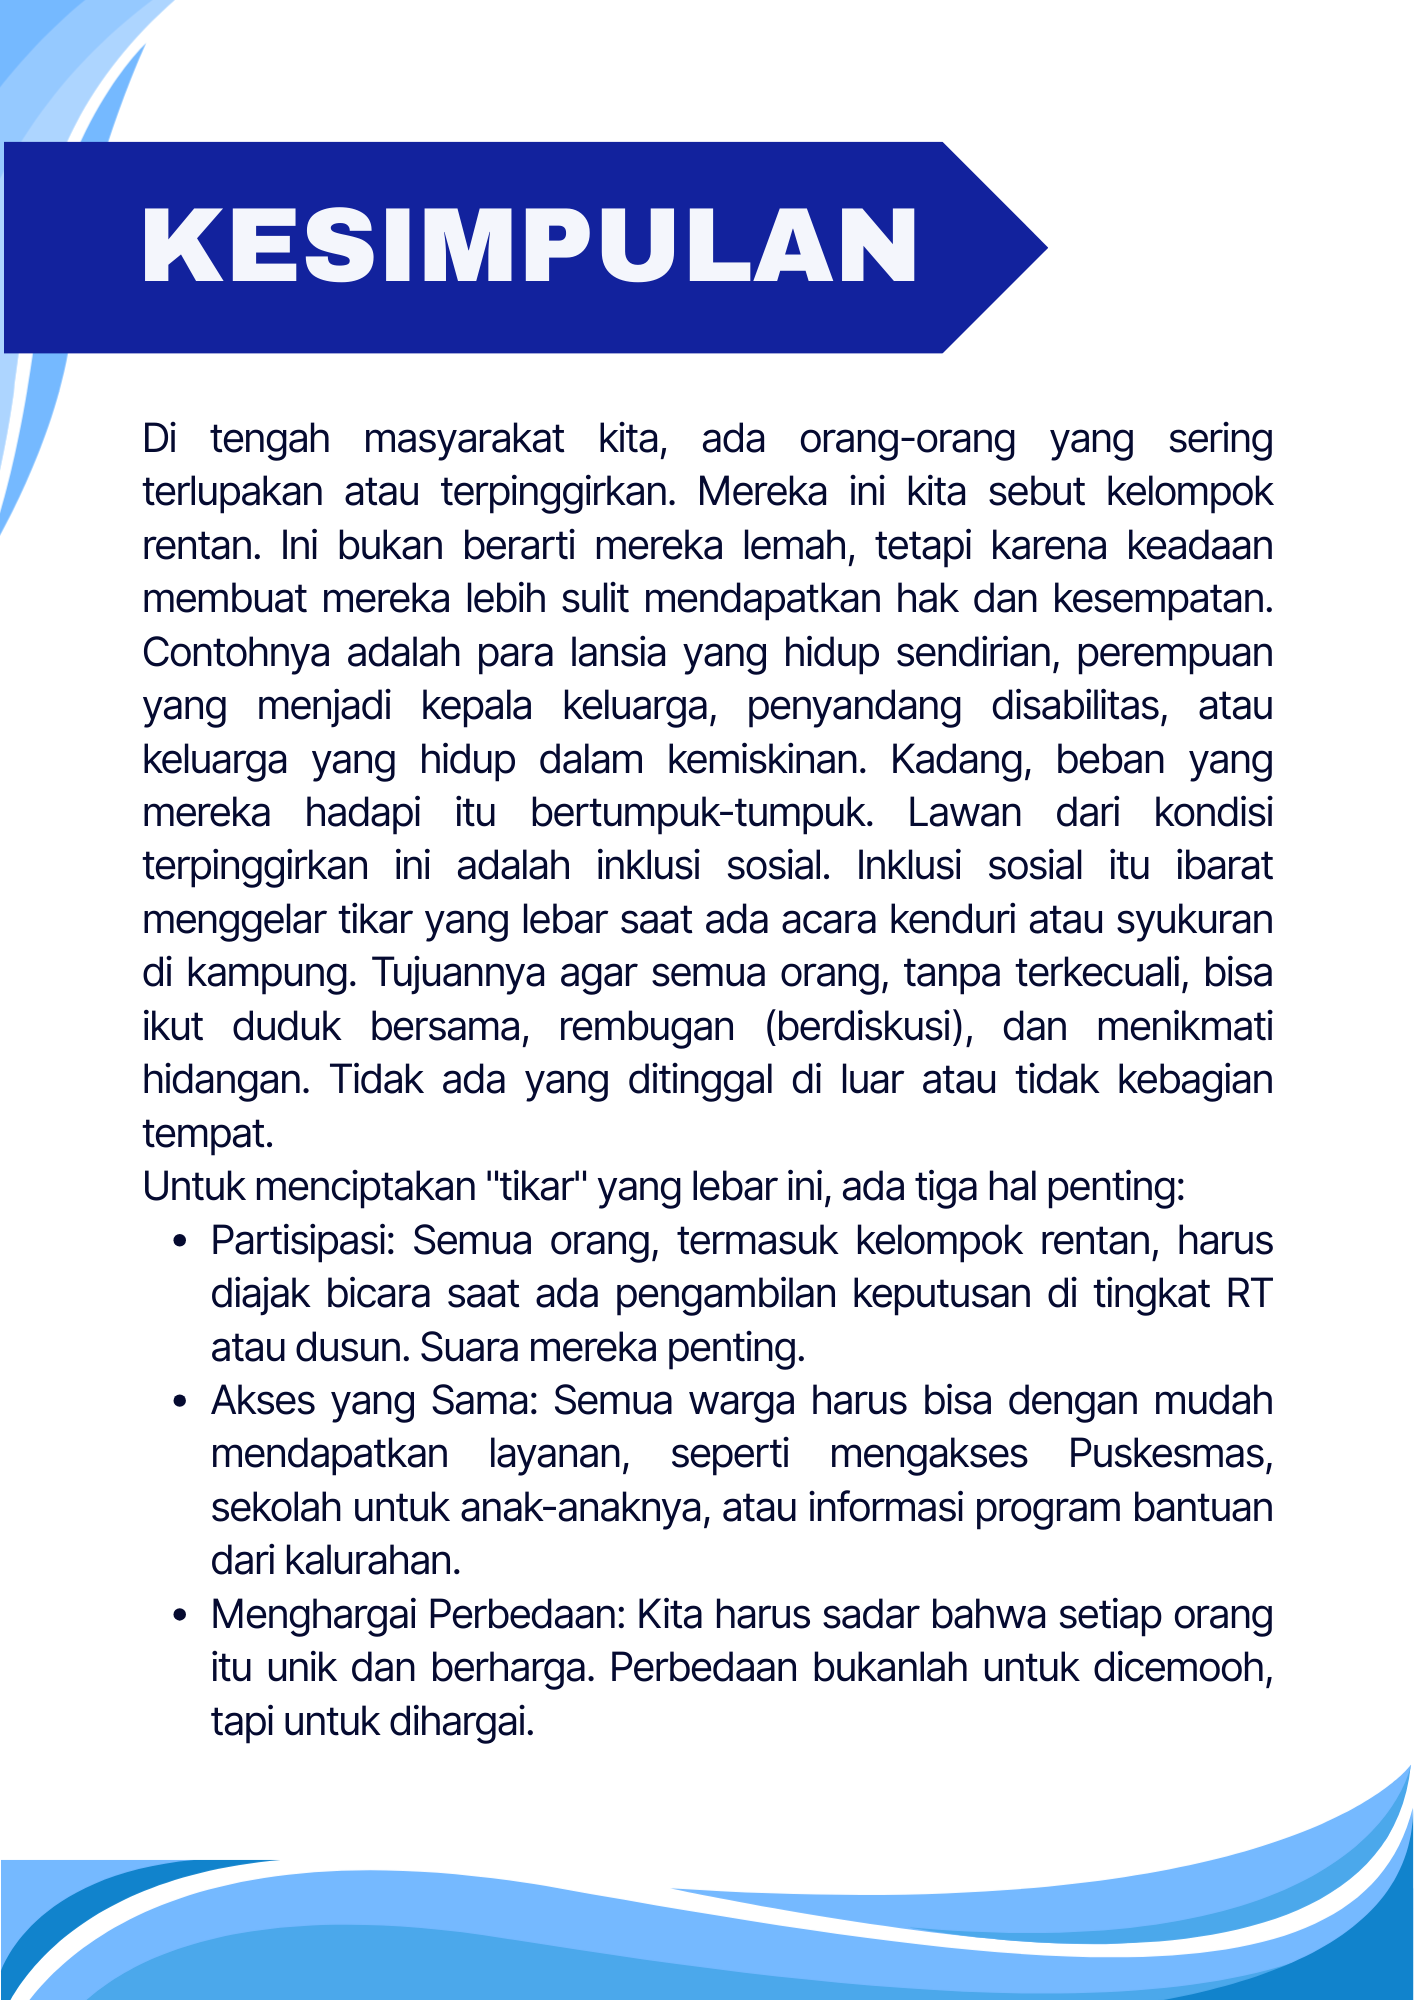 KESIMPULAN
Di tengah masyarakat kita, ada orang-orang yang sering
terlupakan atau terpinggirkan. Mereka ini kita sebut kelompok
rentan. Ini bukan berarti mereka lemah, tetapi karena keadaan
membuat mereka lebih sulit mendapatkan hak dan kesempatan.
Contohnya adalah para lansia yang hidup sendirian, perempuan
yang menjadi kepala keluarga, penyandang disabilitas, atau
keluarga yang hidup dalam kemiskinan. Kadang, beban yang
mereka hadapi itu bertumpuk-tumpuk. Lawan dari kondisi
terpinggirkan ini adalah inklusi sosial. Inklusi sosial itu ibarat
menggelar tikar yang lebar saat ada acara kenduri atau syukuran
di kampung. Tujuannya agar semua orang, tanpa terkecuali, bisa
ikut duduk bersama, rembugan (berdiskusi), dan menikmati
hidangan. Tidak ada yang ditinggal di luar atau tidak kebagian
tempat.
Untuk menciptakan "tikar" yang lebar ini, ada tiga hal penting:
• Partisipasi: Semua orang, termasuk kelompok rentan, harus
diajak bicara saat ada pengambilan keputusan di tingkat RT
atau dusun. Suara mereka penting.
• Akses yang Sama: Semua warga harus bisa dengan mudah
mendapatkan layanan, seperti mengakses Puskesmas,
sekolah untuk anak-anaknya, atau informasi program bantuan
dari kalurahan.
• Menghargai Perbedaan: Kita harus sadar bahwa setiap orang
itu unik dan berharga. Perbedaan bukanlah untuk dicemooh,
tapi untuk dihargai.